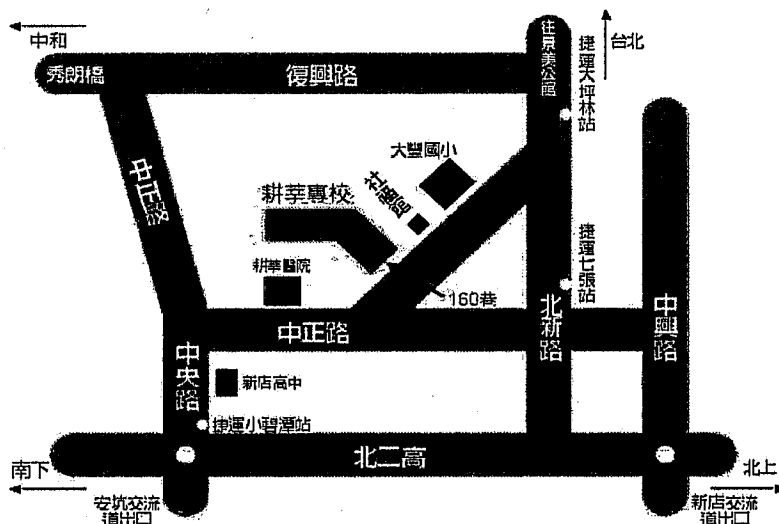 中和
台北
往景美公館
捷運大坪林站
秀朗橋
復興路
大豐國小
中正路
社教館
耕莘專校
捷運七張站
耕莘醫院
160巷
北新路
中興路
中正路
中央路
新店高中
捷運小碧潭站
北二高
南下
北上
安坑交流
道出口
新店交流
道出口